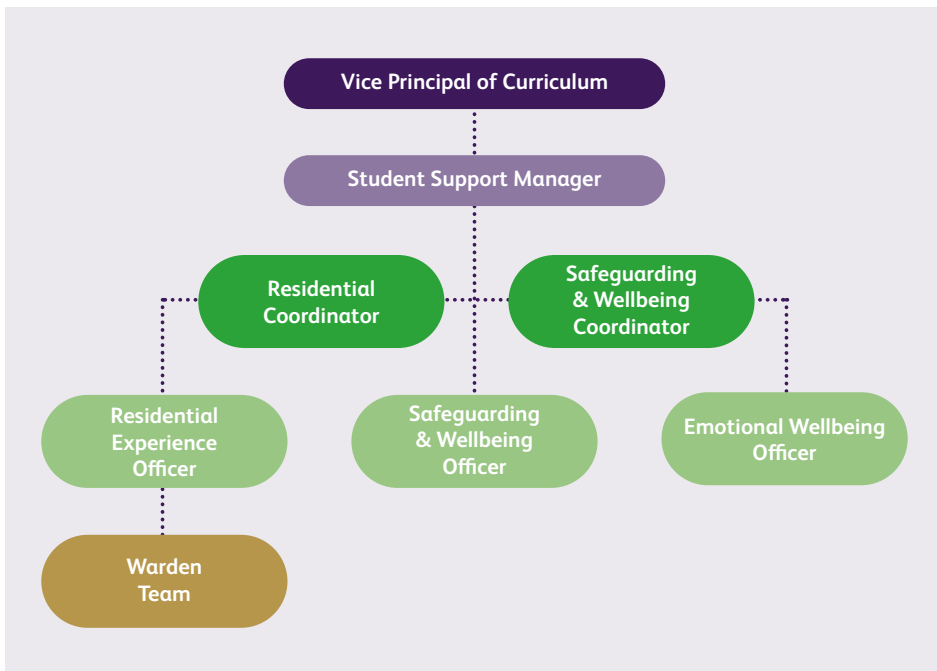 Vice Principal of Curriculum
Student Support Manager
Residential
Coordinator
Safeguarding
& Wellbeing
Coordinator
Residential
Experience
Officer
Safeguarding
& Wellbeing
Officer
Emotional Wellbeing
Officer
Warden
Team